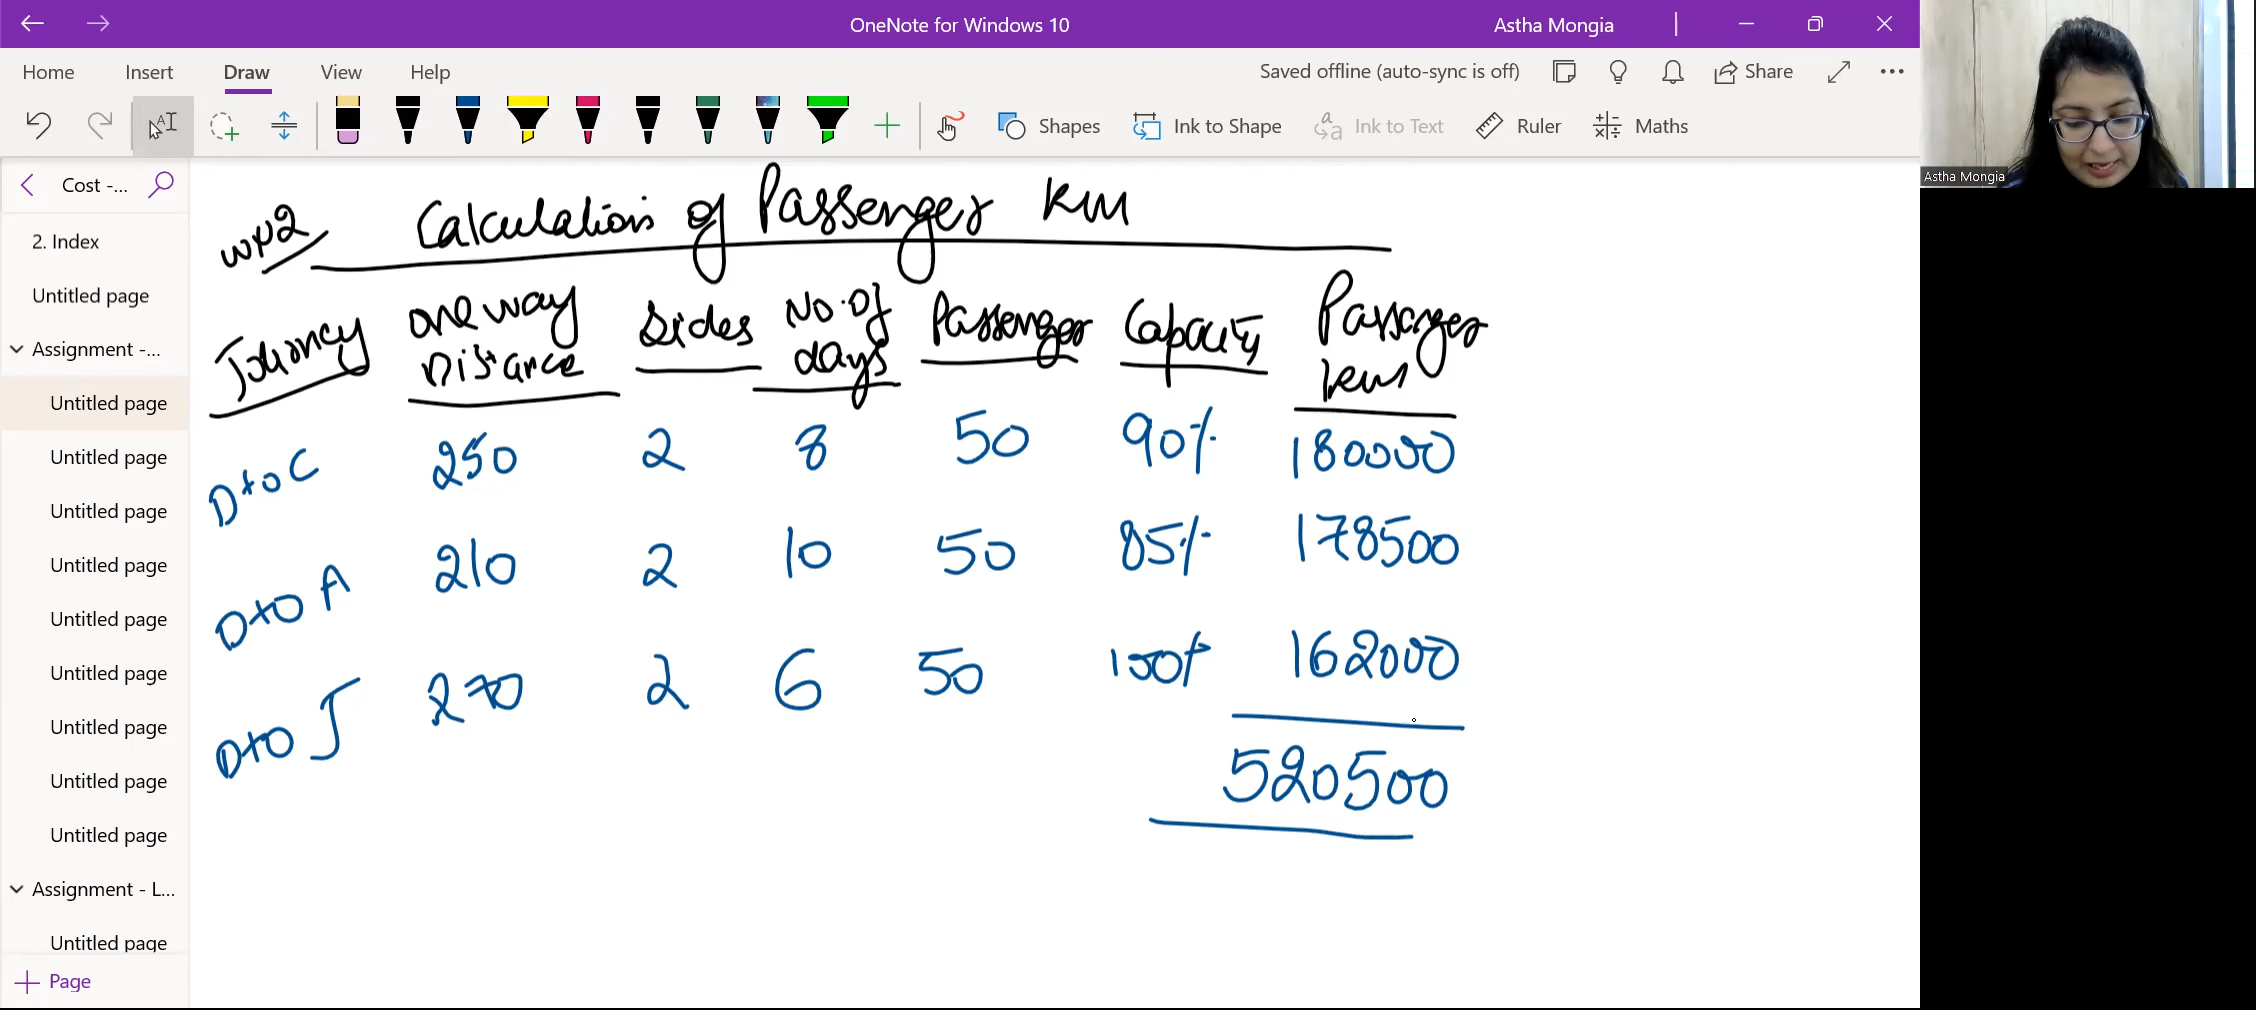 OneNote for Windows 10
Astha Mongia
Home Insert Draw View Help
Saved offline (auto-sync is off) Share
Shapes Ink to Shape Ink to Text Ruler Maths
Astha Mongia
Cost -...
2. Index
Untitled page
Assignment -...
Untitled page
Untitled page
Untitled page
Untitled page
Untitled page
Untitled page
Untitled page
Untitled page
Untitled page
Assignment - L...
Untitled page
Page
WN2 Calculation of Passenger KM
Journey one way Distance Sides No. of days Passenger Capacity Passanger kms
D to C 250 2 8 50 90% 180000
D to A 210 2 10 50 85% 178500
D to J 270 2 6 50 100% 162000
520500